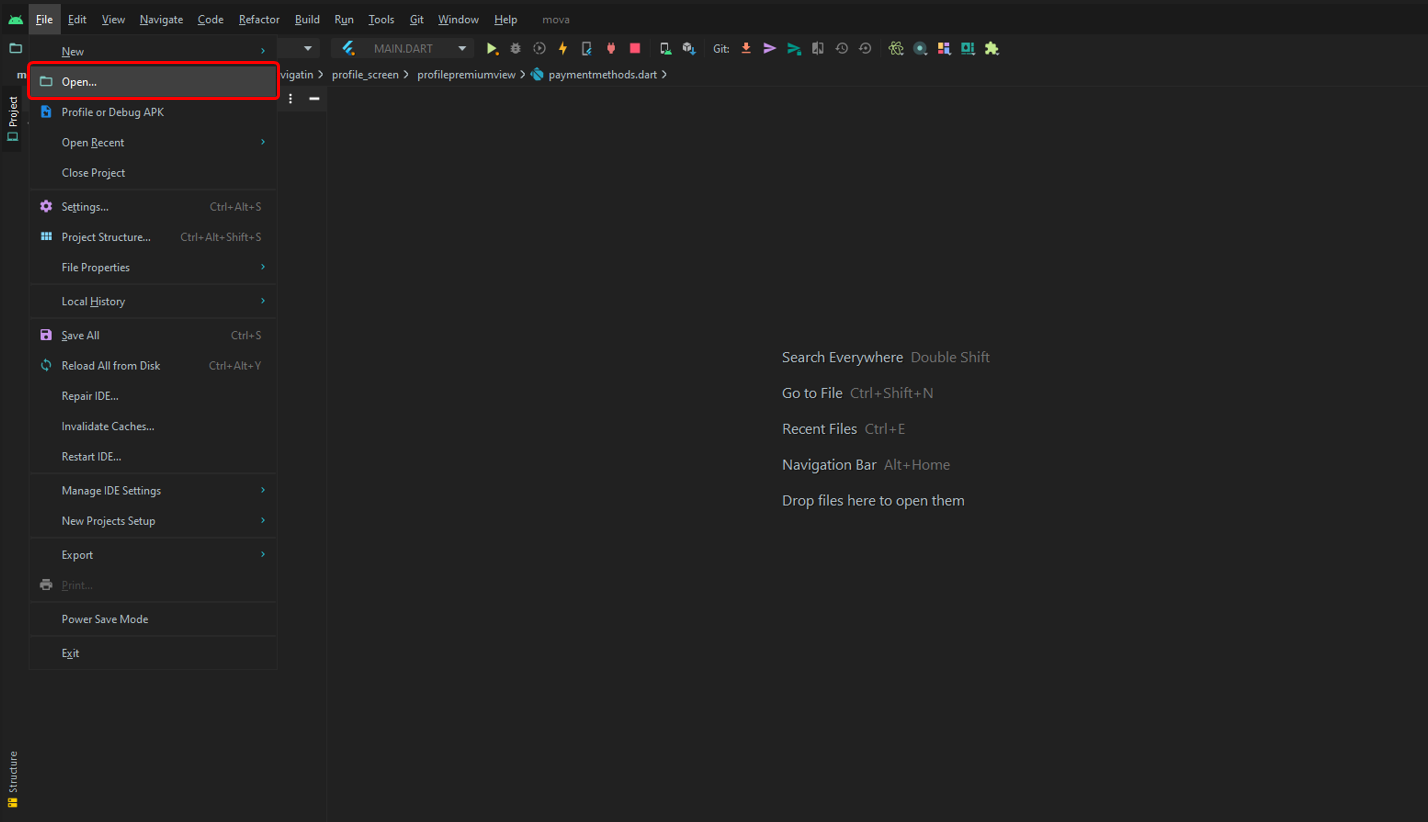 File Edit View Navigate Code Refactor Build Run Tools Git Window Help mova
MAIN.DART Git:
m
vigatin profile_screen profilepremiumview paymentmethods.dart
New
Open...
Profile or Debug APK
Open Recent
Close Project
Settings... Ctrl+Alt+S
Project Structure... Ctrl+Alt+Shift+S
File Properties
Local History
Save All Ctrl+S
Reload All from Disk Ctrl+Alt+Y
Repair IDE...
Invalidate Caches...
Restart IDE...
Manage IDE Settings
New Projects Setup
Export
Print...
Power Save Mode
Exit
Project
Structure
Search Everywhere Double Shift
Go to File Ctrl+Shift+N
Recent Files Ctrl+E
Navigation Bar Alt+Home
Drop files here to open them